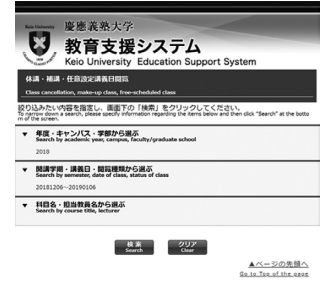 Keio University
慶應義塾大学
教育支援システム
Keio University Education Support System
休講・補講・任意設定講義日閲覧
Class cancellation, make-up class, free-scheduled class
絞り込みたい内容を指定し、画面下の「検索」をクリックしてください。
To narrow down a search, please specify information regarding the items below and then click "Search" at the botto
m of the screen.
▼ 年度・キャンパス・学部から選ぶ
Search by academic year, campus, faculty/graduate school
2018
▼ 開講学期・講義日・閲覧種類から選ぶ
Search by semester, date of class, status of class
20181206～20190106
▼ 科目名・担当教員名から選ぶ
Search by course title, lecturer
検索 クリア
Search Clear
▲ページの先頭へ
Go to Top of the page